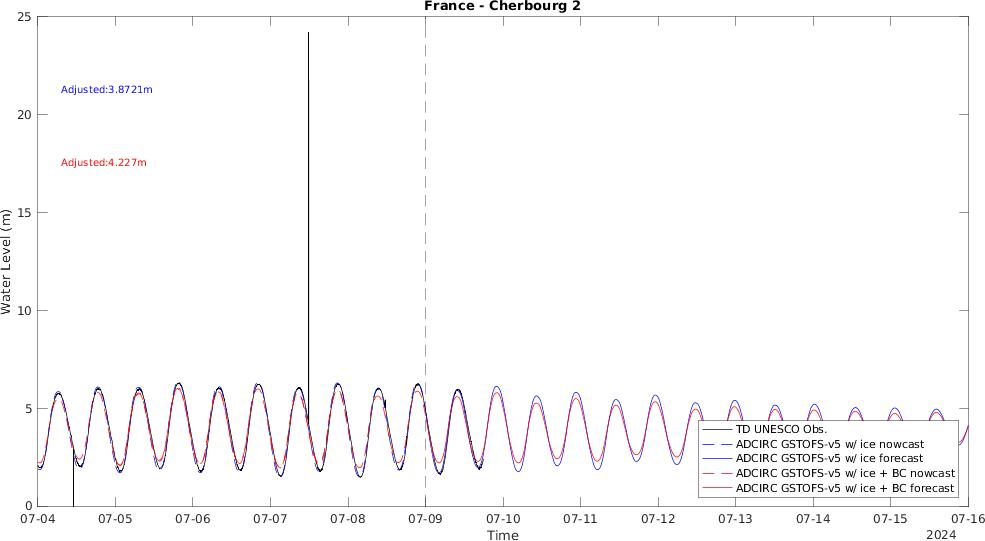 France - Cherbourg 2
25
20
15
10
5
0
Water Level (m)
Adjusted:3.8721m
Adjusted:4.227m
TD UNESCO Obs.
ADCIRC GSTOFS-v5 w/ ice nowcast
ADCIRC GSTOFS-v5 w/ ice forecast
ADCIRC GSTOFS-v5 w/ ice + BC nowcast
ADCIRC GSTOFS-v5 w/ ice + BC forecast
07-04 07-05 07-06 07-07 07-08 07-09 07-10 07-11 07-12 07-13 07-14 07-15 07-16
Time
2024